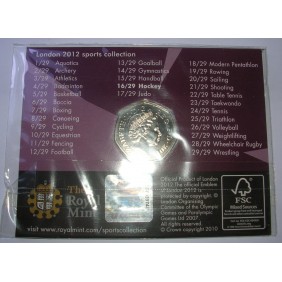 London 2012 sports collection
1/29 Aquatics
2/29 Archery
3/29 Athletics
4/29 Badminton
5/29 Basketball
6/29 Boccia
7/29 Boxing
8/29 Canoeing
9/29 Cycling
10/29 Equestrian
11/29 Fencing
12/29 Football
13/29 Goalball
14/29 Gymnastics
15/29 Handball
16/29 Hockey
17/29 Judo
18/29 Modern Pentathlon
19/29 Rowing
20/29 Sailing
21/29 Shooting
22/29 Table Tennis
23/29 Taekwondo
24/29 Tennis
25/29 Triathlon
26/29 Volleyball
27/29 Weightlifting
28/29 Wheelchair Rugby
29/29 Wrestling
The
Royal
Mint
visit www.royalmint.com/sportscollection
Official Product of London
2012 The official Emblem
of London 2012 is
protected by copyright ©
London Organising
Committee of the Olympic
Games and Paralympic
Games Ltd 2007.
© Crown copyright 2010
FSC
Mixed Sources